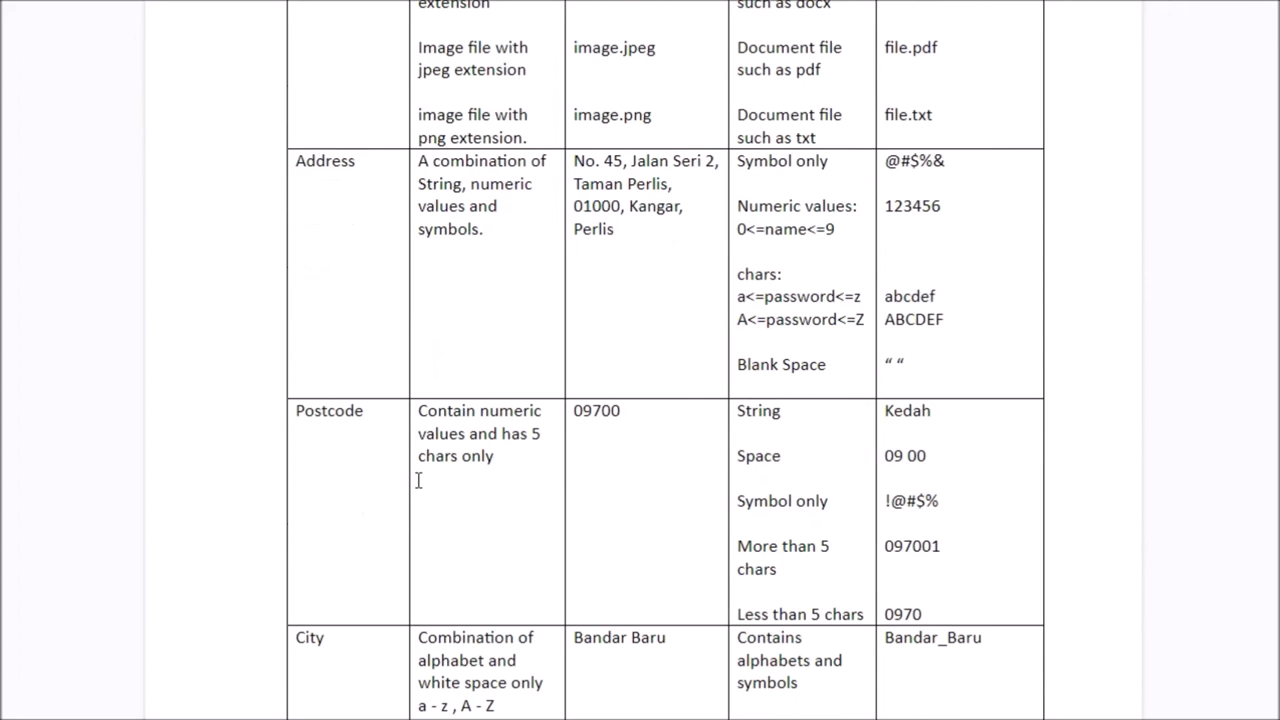 extension
such as docx
Image file with
jpeg extension
image.jpeg
Document file
such as pdf
file.pdf
image file with
png extension.
image.png
Document file
such as txt
file.txt
Address
A combination of
String, numeric
values and
symbols.
No. 45, Jalan Seri 2,
Taman Perlis,
01000, Kangar,
Perlis
Symbol only
@#$%&
Numeric values:
0<=name<=9
123456
chars:
a<=password<=z
A<=password<=Z
abcdef
ABCDEF
Blank Space
“ “
Postcode
Contain numeric
values and has 5
chars only
09700
String
Kedah
Space
09 00
Symbol only
!@#$%
More than 5
chars
097001
Less than 5 chars
0970
City
Combination of
alphabet and
white space only
a - z , A - Z
Bandar Baru
Contains
alphabets and
symbols
Bandar_Baru